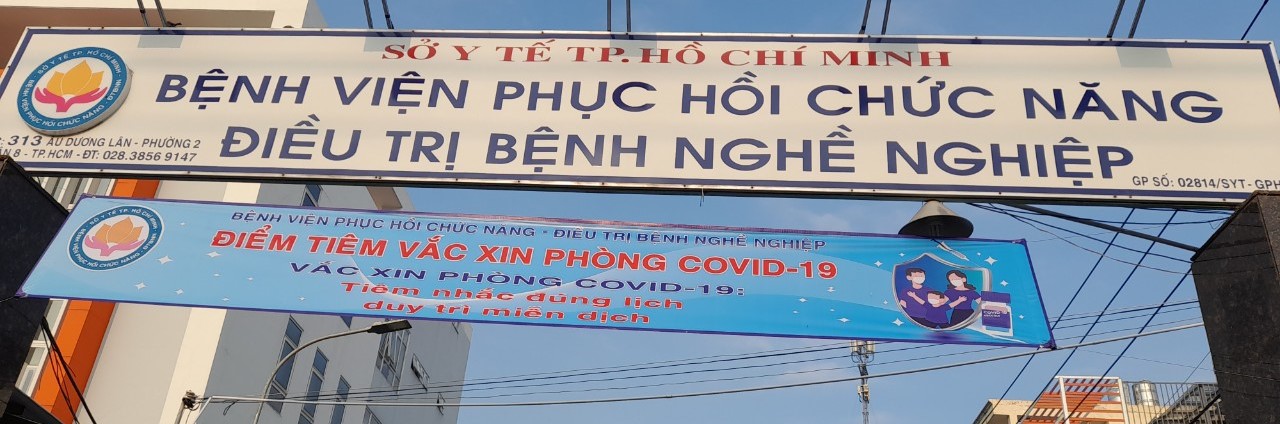 SỞ Y TẾ TP. HỒ CHÍ MINH
BỆNH VIỆN PHỤC HỒI CHỨC NĂNG
ĐIỀU TRỊ BỆNH NGHỀ NGHIỆP
313 ÂU DƯƠNG LÂN - PHƯỜNG 2
8 - TP. HCM - ĐT: 028.3856 9147
GP SỐ: 02814/SYT - GPH
BỆNH VIỆN PHỤC HỒI CHỨC NĂNG - ĐIỀU TRỊ BỆNH NGHỀ NGHIỆP
ĐIỂM TIÊM VẮC XIN PHÒNG COVID-19
VẮC XIN PHÒNG COVID-19:
Tiêm nhắc đúng lịch
duy trì miễn dịch